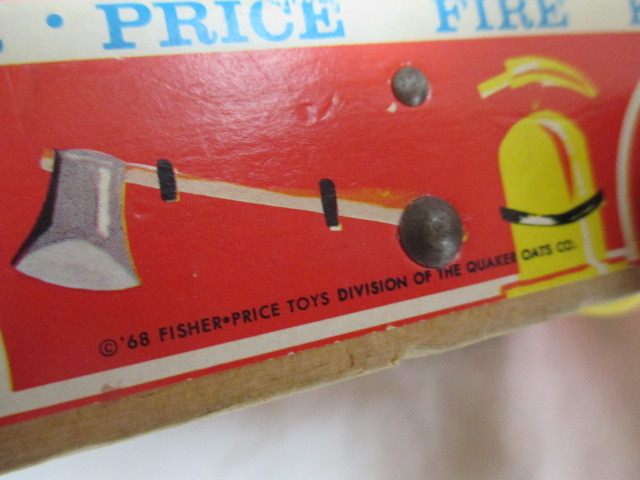 · PRICE FIRE
©'68 FISHER•PRICE TOYS DIVISION OF THE QUAKER OATS CO.